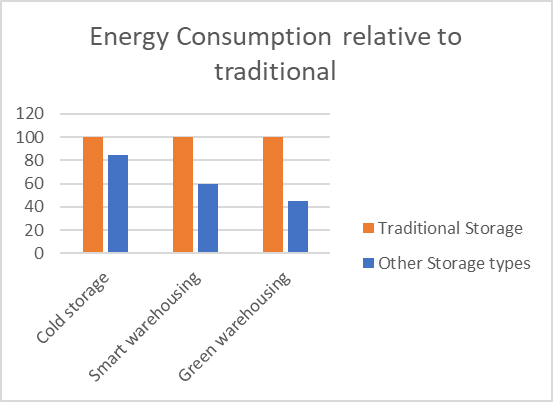 Energy Consumption relative to
traditional
120
100
80
60
40
20
0
Cold storage
Smart warehousing
Green warehousing
Traditional Storage
Other Storage types